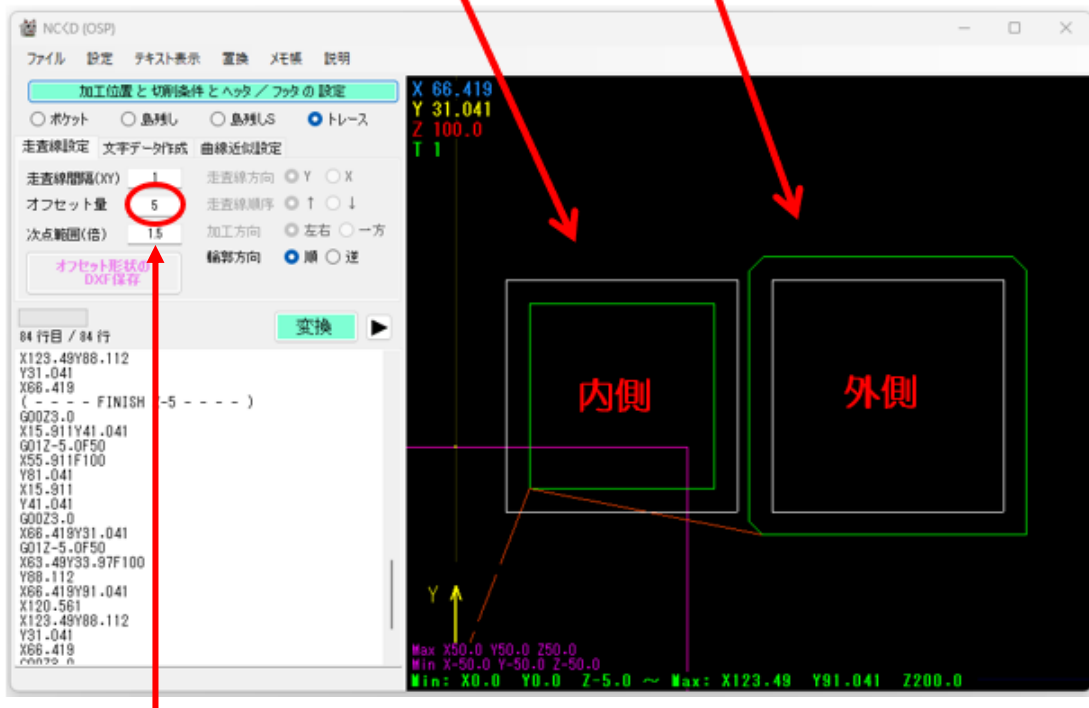 NC<D (OSP)
ファイル 設定 テキスト表示 置換 メモ帳 説明
加工位置 と 切削条件 と ヘッタ / フッタ の 設定
ポケット 島残し 島残しS トレース
走査線設定 文字データ作成 曲線近似設定
走査線間隔(XY) 1 走査線方向 Y X
オフセット量 5 走査線順序 ↑ ↓
次点範囲(倍) 1.5 加工方向 左右 一方
輪郭方向 順 逆
オフセット形状の
DXF保存
変換
84 行目 / 84 行
X123.49Y88.112
Y31.041
X66.419
( - - - - FINISH Z-5 - - - - )
G00Z3.0
X15.911Y41.041
G01Z-5.0F50
X55.911F100
Y81.041
X15.911
Y41.041
G00Z3.0
X66.419Y31.041
G01Z-5.0F50
X63.49Y33.97F100
Y88.112
X66.419Y91.041
X120.561
X123.49Y88.112
Y31.041
X66.419
G00Z3.0
X 66.419
Y 31.041
Z 100.0
T 1
内側
外側
Y
Max X50.0 Y50.0 Z50.0
Min X-50.0 Y-50.0 Z-50.0
Min: X0.0 Y0.0 Z-5.0 ~ Max: X123.49 Y91.041 Z200.0